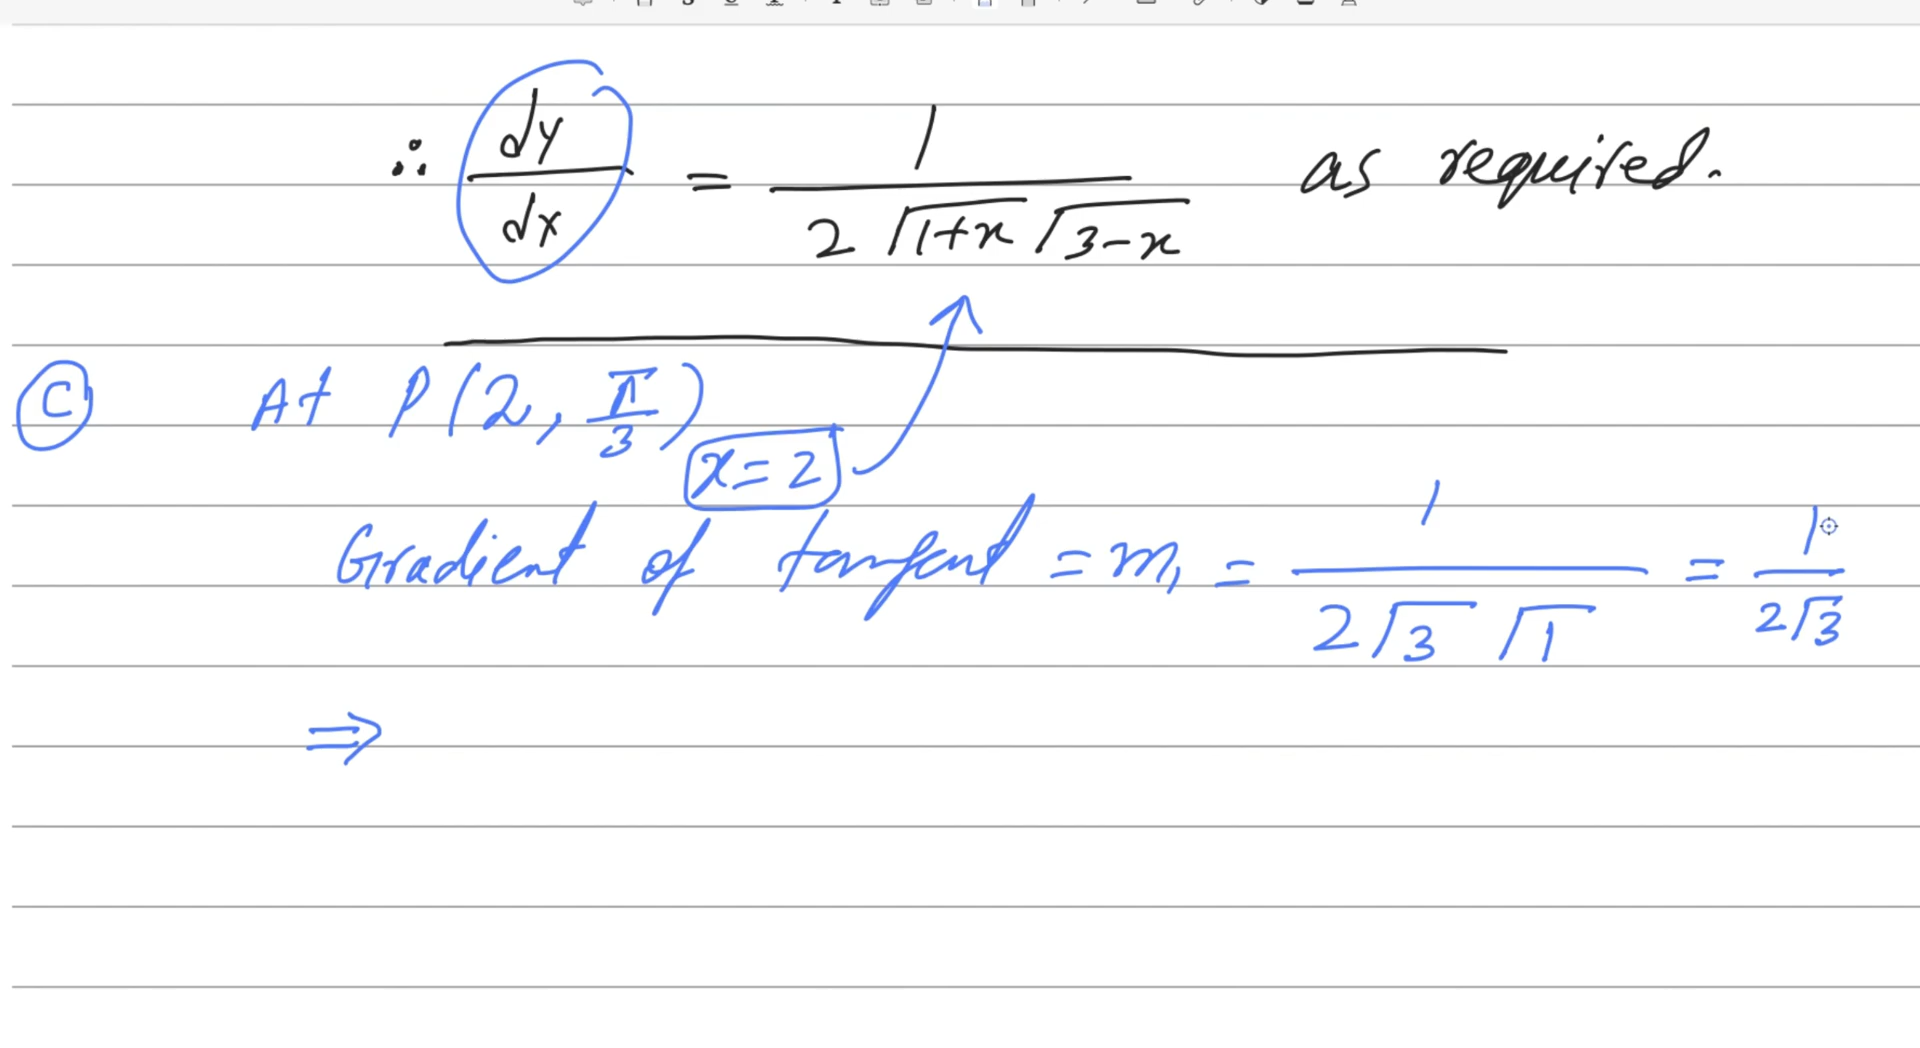 ∴ dy/dx = 1/(2√(1+x) √(3-x)) as required.
(C) At P(2, π/3)
x=2
Gradient of tangent = m₁ = 1/(2√3 √1) = 1/(2√3)
⇒